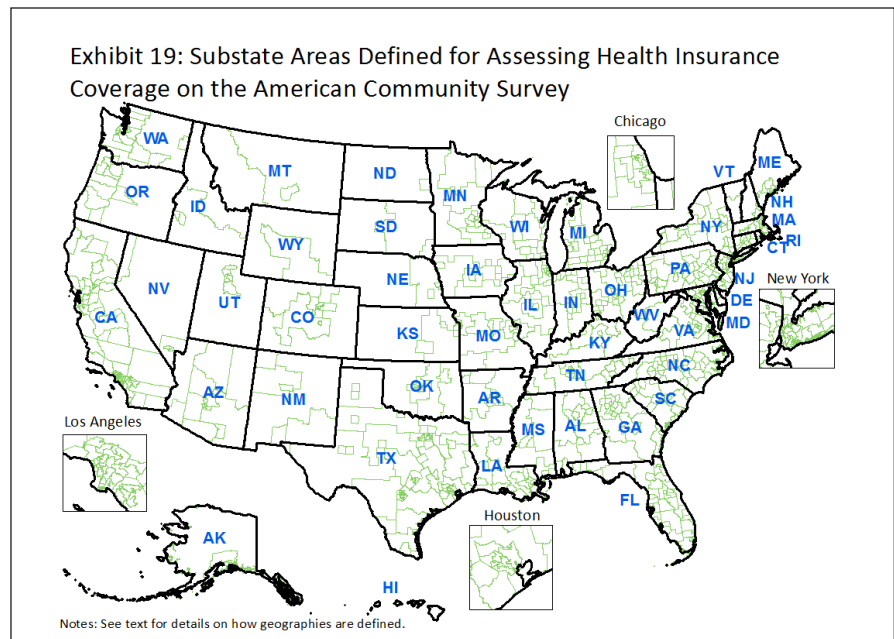 Exhibit 19: Substate Areas Defined for Assessing Health Insurance
Coverage on the American Community Survey
Chicago
WA
MT
ND
MN
VT
ME
OR
ID
SD
WI
MI
NY
NH
MA
RI
CT
WY
IA
PA
NE
NJ
New York
NV
UT
CO
IL
IN
OH
DE
CA
KS
MO
WV
VA
MD
KY
AZ
NM
OK
AR
TN
NC
SC
Los Angeles
TX
LA
MS
AL
GA
FL
Houston
AK
HI
Notes: See text for details on how geographies are defined.